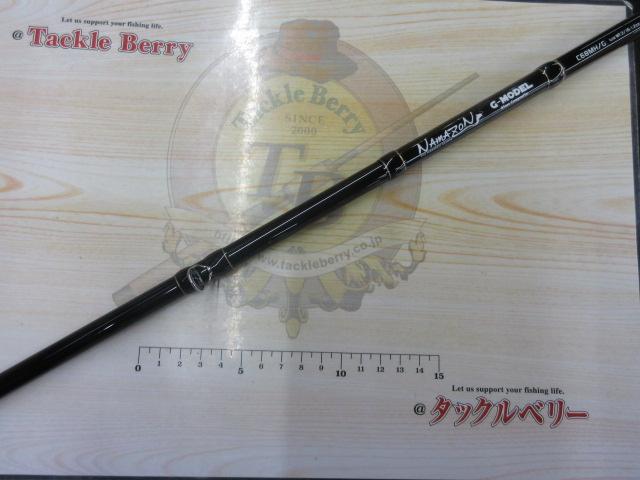 Let us support your fishing life.
@ Tackle Berry
C68MH/G
G-MODEL
NAMAZON
Tackle Berry
SINCE
2000
TB
www.tackleberry.co.jp
0 1 2 3 4 5 6 7 8 9 10 11 12 13 14 15
Let us support your fishing life.
@ タックルベリー